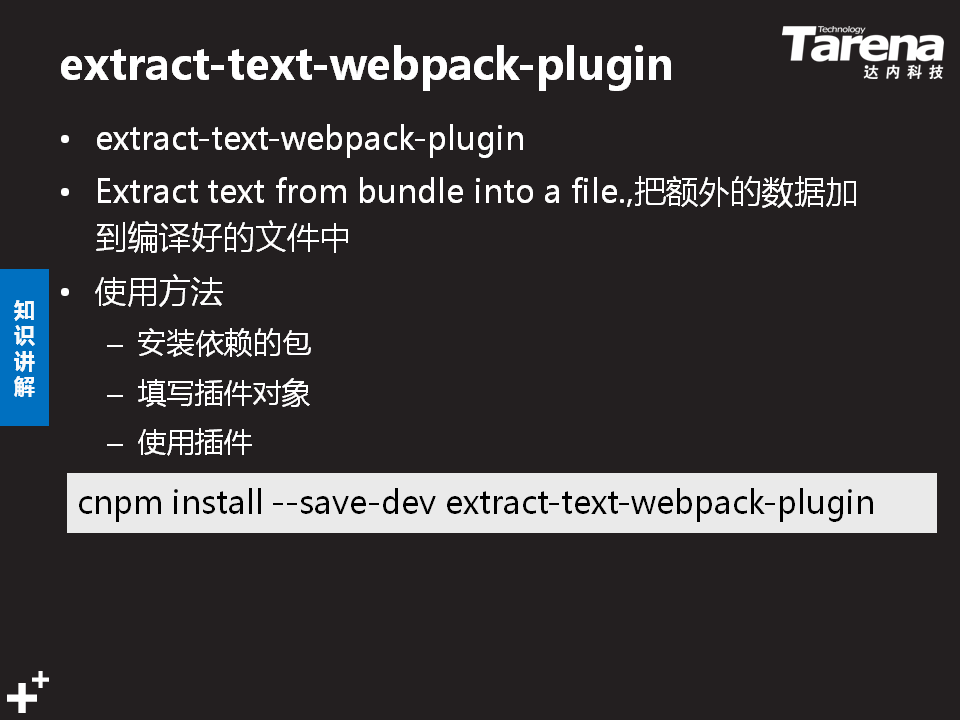 extract-text-webpack-plugin
Technology
Tarena
达内科技
• extract-text-webpack-plugin
• Extract text from bundle into a file.,把额外的数据加
到编译好的文件中
• 使用方法
– 安装依赖的包
– 填写插件对象
– 使用插件
知识讲解
cnpm install --save-dev extract-text-webpack-plugin